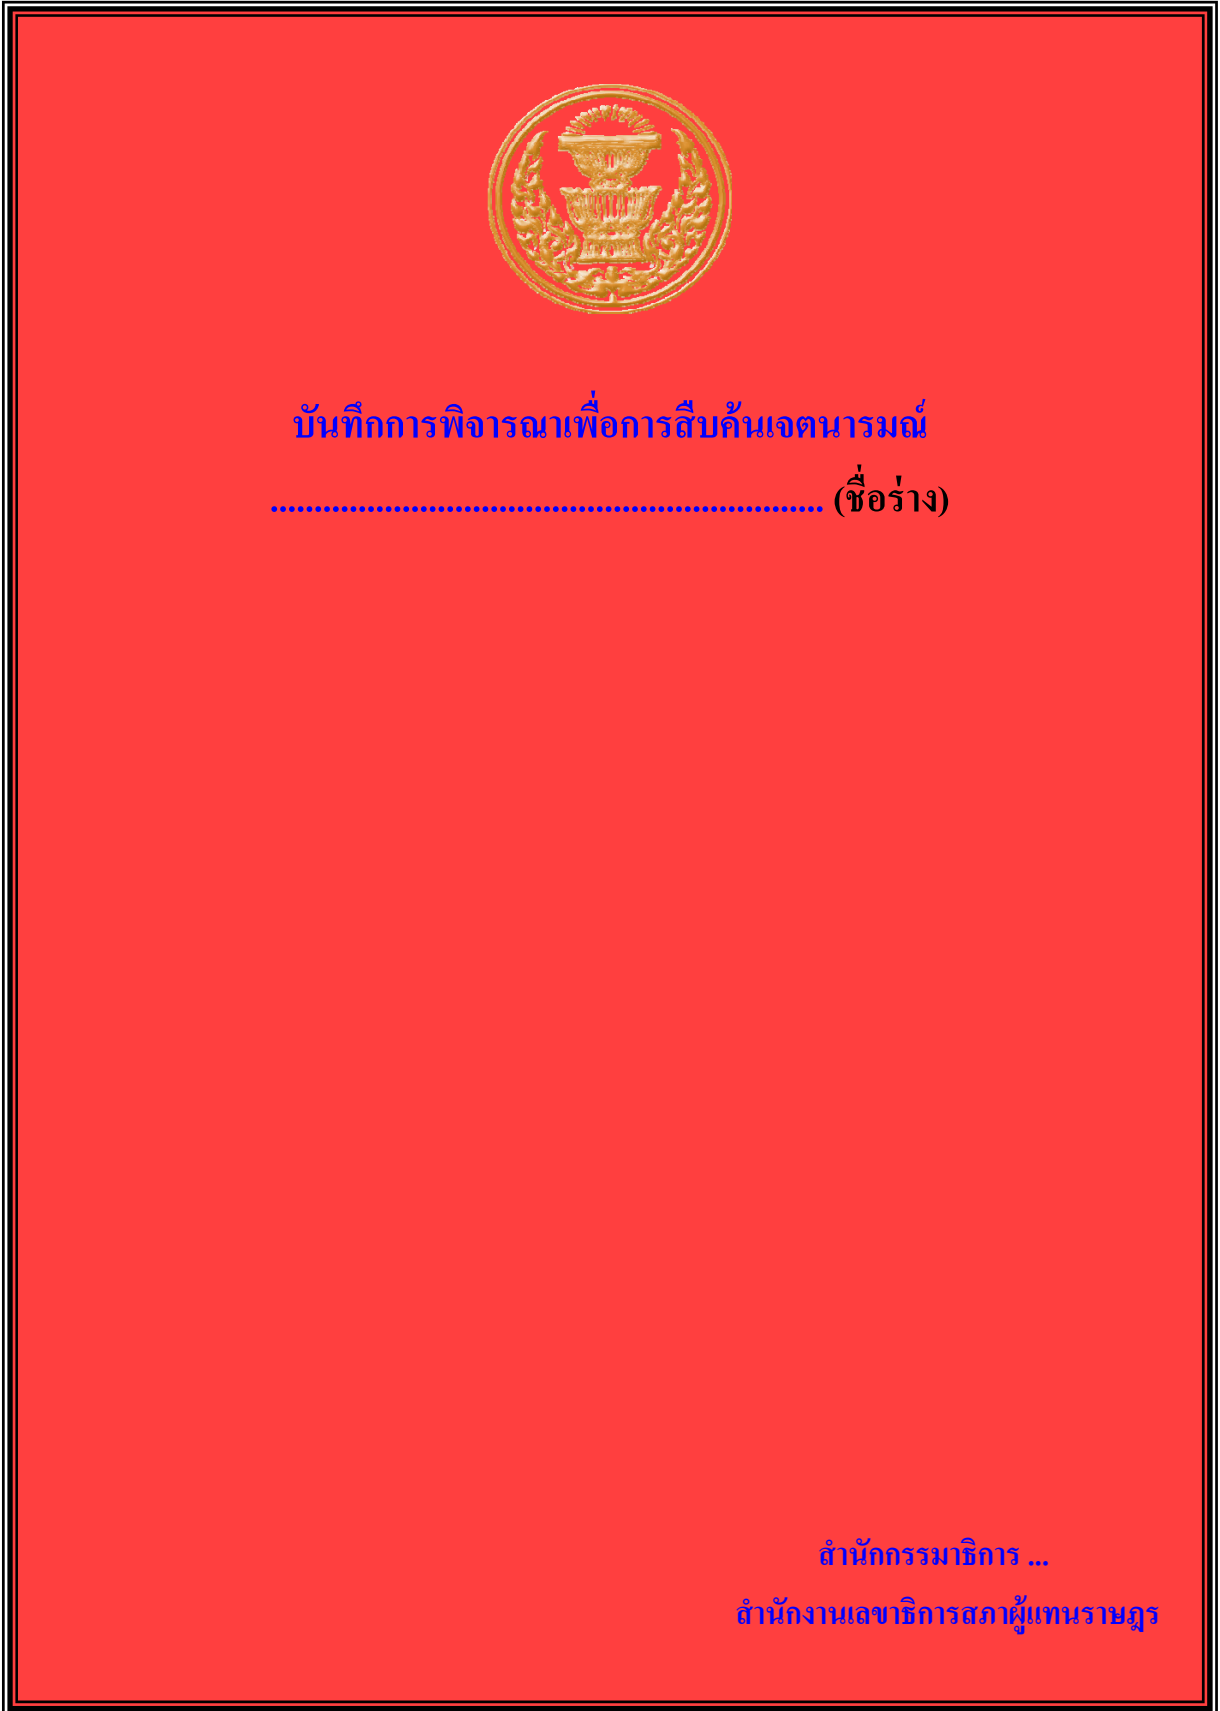 บันทึกการพิจารณาเพื่อการสืบค้นเจตนารมณ์
............................................................... (ชื่อร่าง)
สำนักกรรมาธิการ ...
สำนักงานเลขาธิการสภาผู้แทนราษฎร